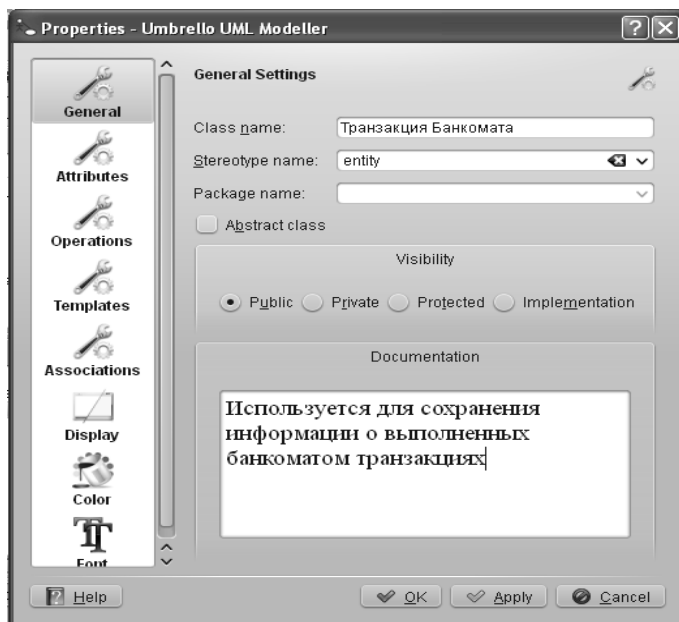 Properties - Umbrello UML Modeller
General
Attributes
Operations
Templates
Associations
Display
Color
Font
General Settings
Class name: Транзакция Банкомата
Stereotype name: entity
Package name:
Abstract class
Visibility
Public Private Protected Implementation
Documentation
Используется для сохранения
информации о выполненных
банкоматом транзакциях
Help OK Apply Cancel